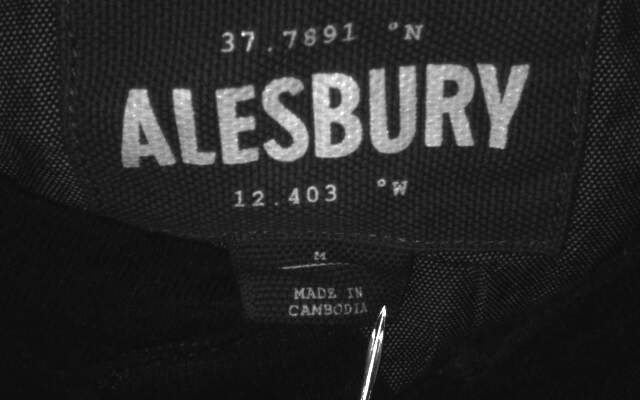 37.7891 °N
ALESBURY
12.403 °W
M
MADE IN
CAMBODIA